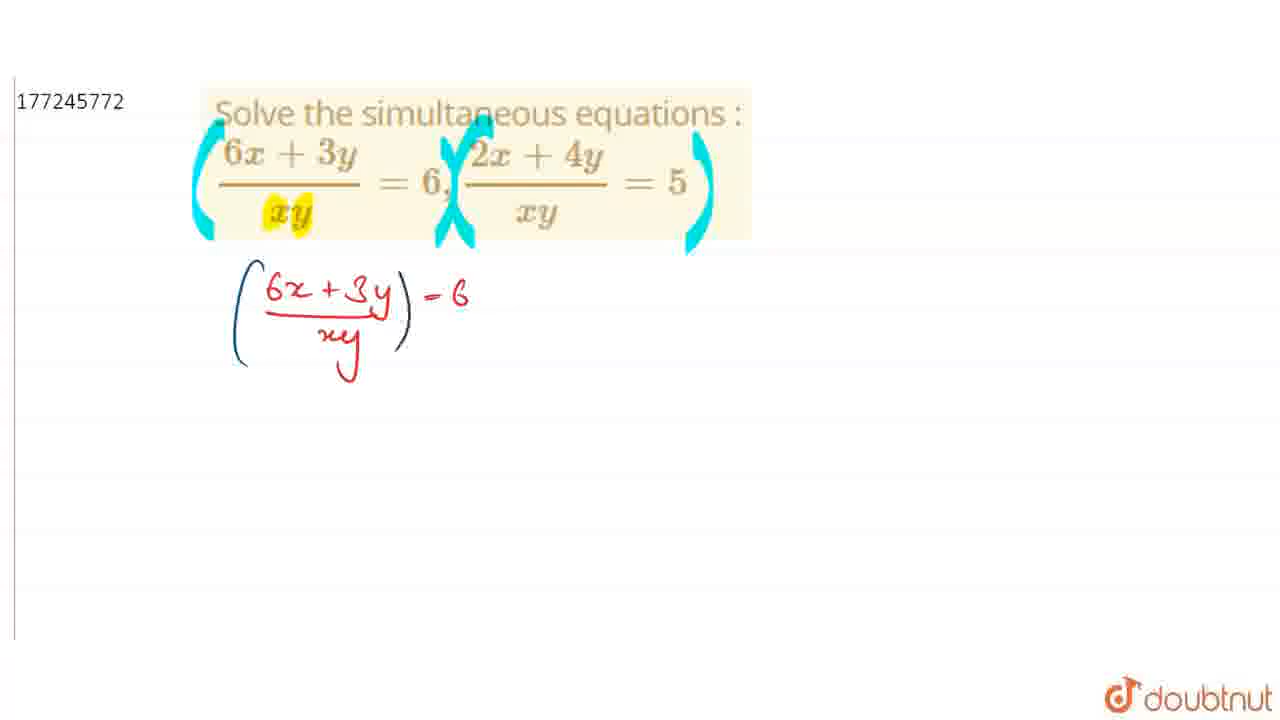 177245772
Solve the simultaneous equations :
(6x + 3y)/xy = 6, (2x + 4y)/xy = 5
((6x + 3y)/xy) = 6
doubtnut